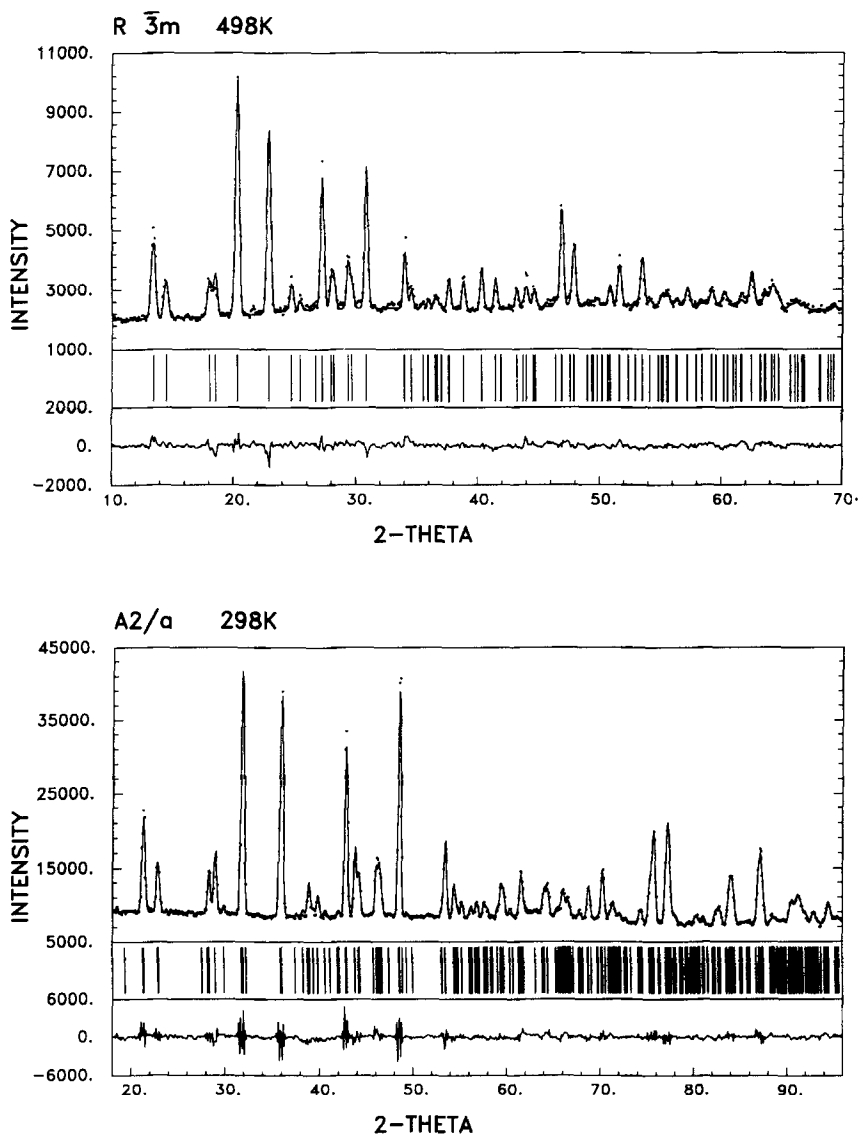 R 3̅m 498K
11000.
9000.
7000.
5000.
3000.
1000.
INTENSITY
2000.
0.
-2000.
10. 20. 30. 40. 50. 60. 70.
2-THETA
A2/a 298K
45000.
35000.
25000.
15000.
5000.
INTENSITY
6000.
0.
-6000.
20. 30. 40. 50. 60. 70. 80. 90.
2-THETA